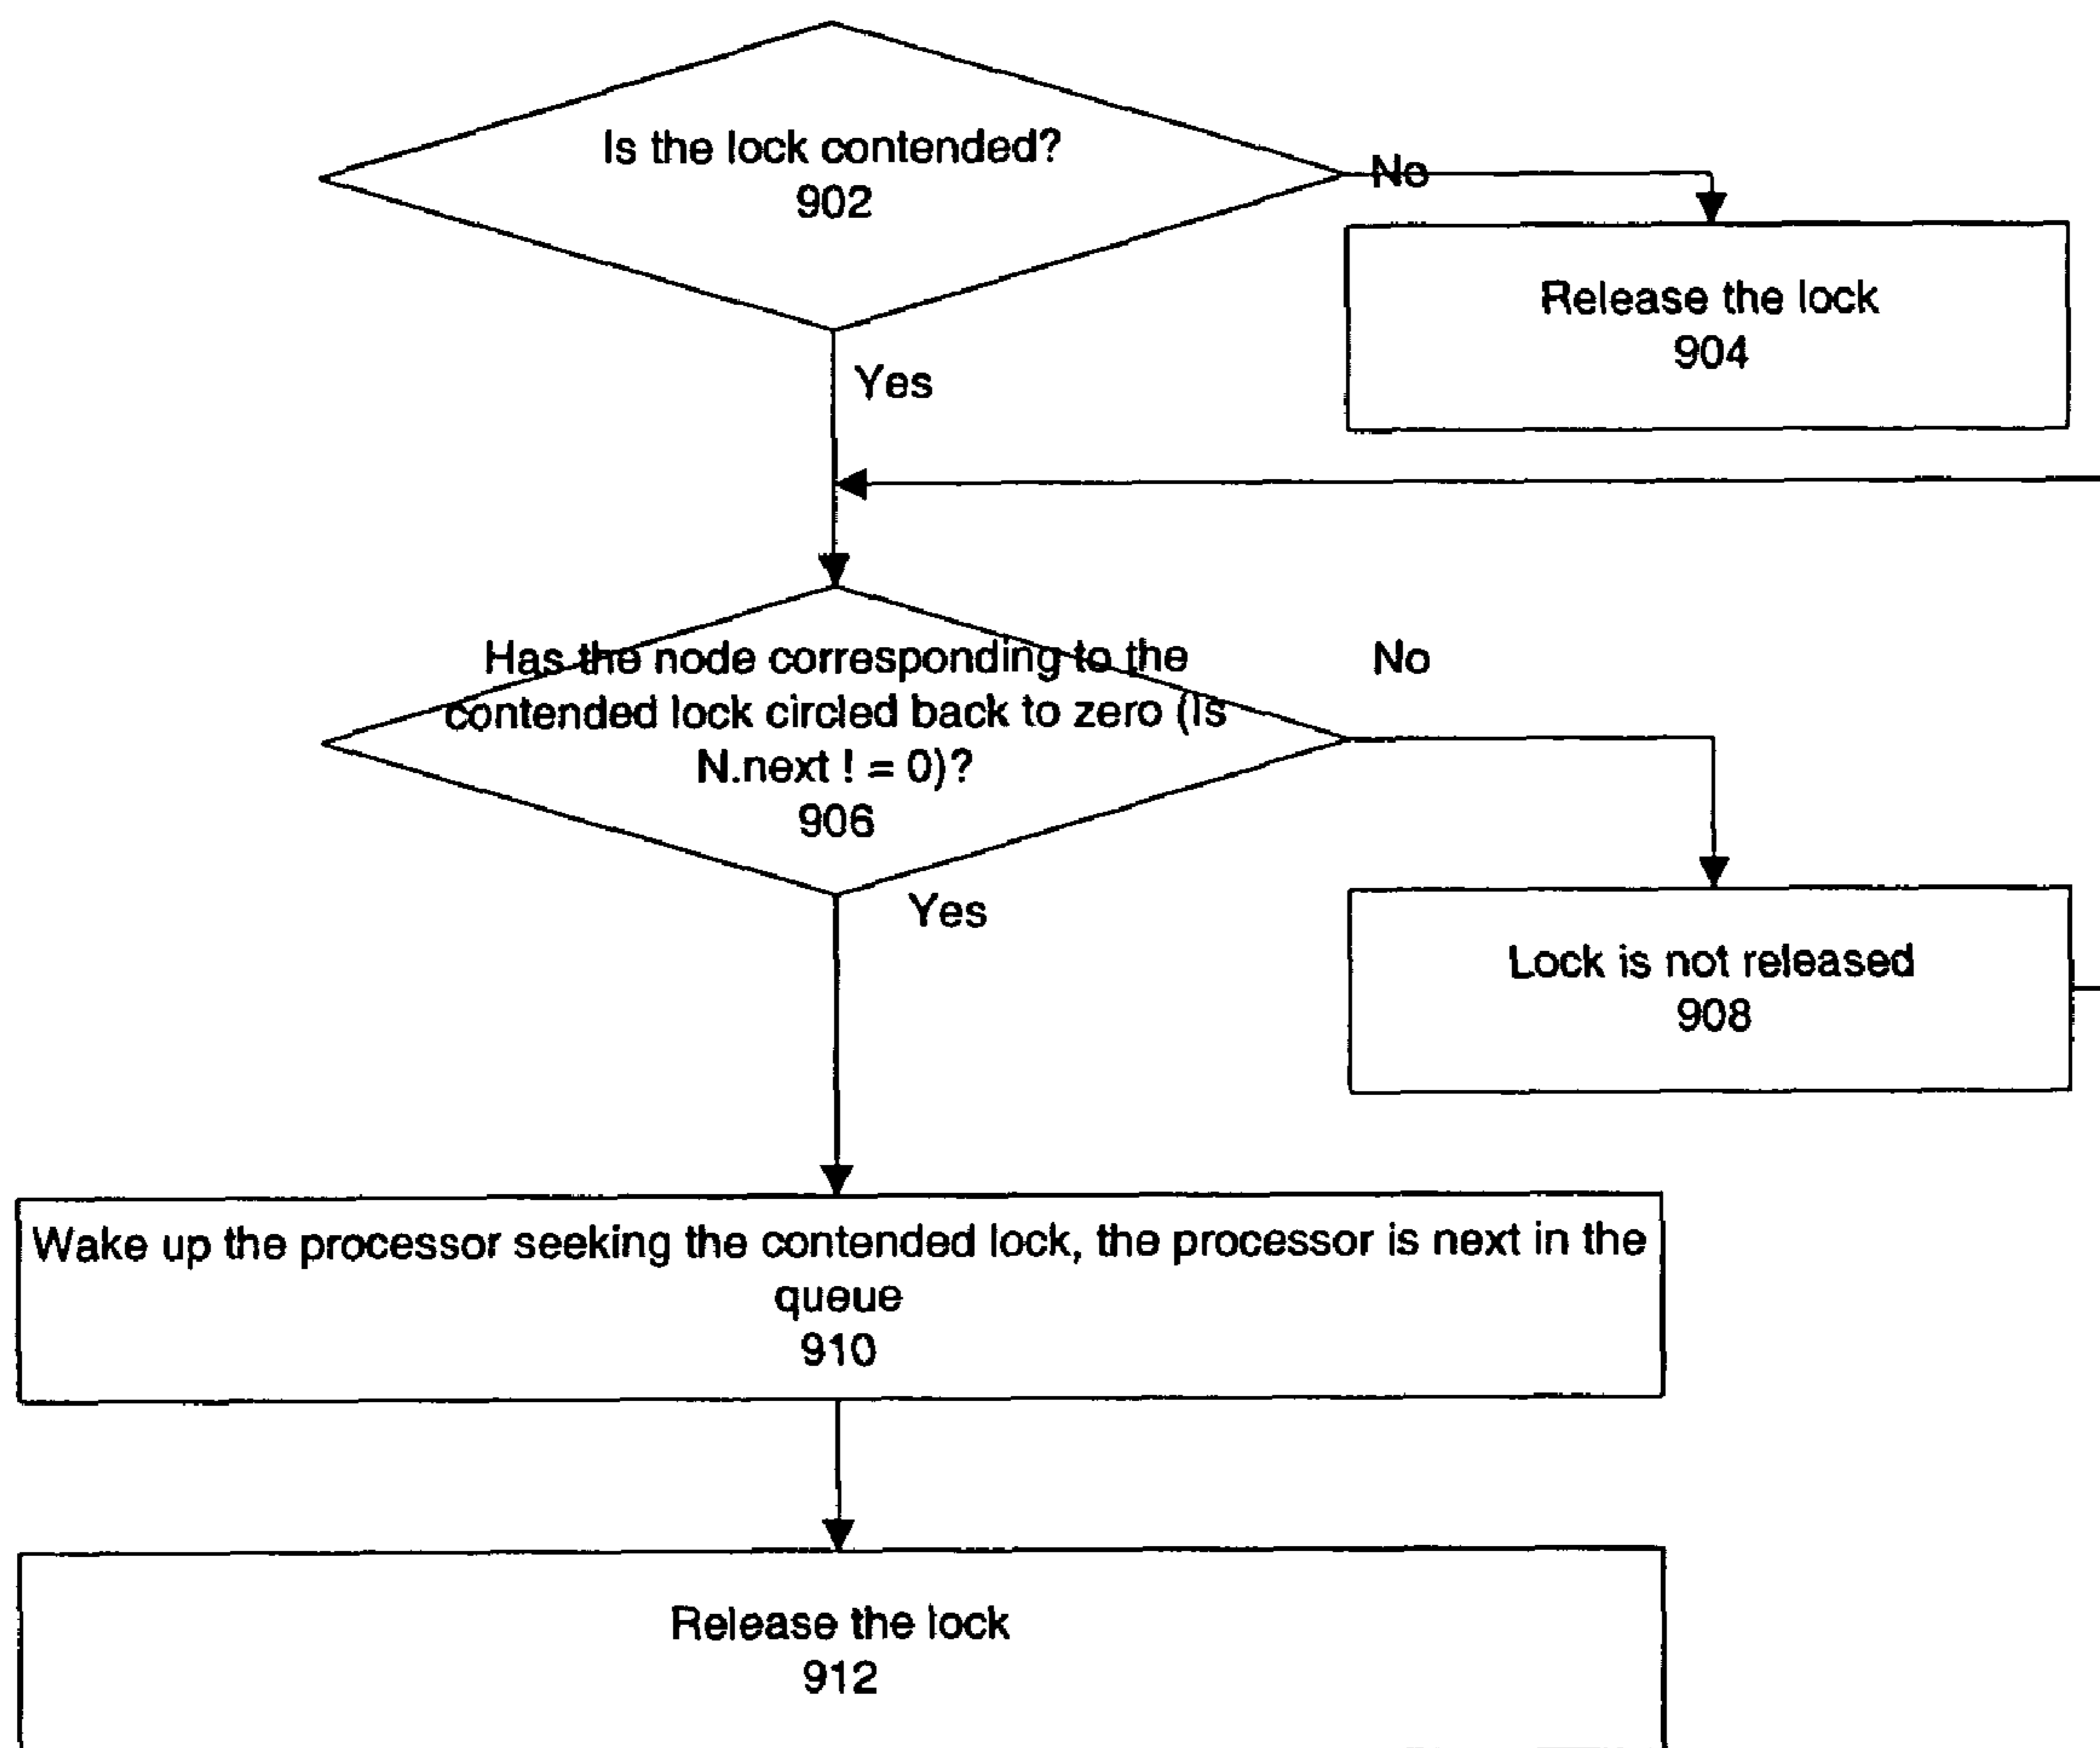 Is the lock contended?
902
No
Release the lock
904
Yes
Has the node corresponding to the
contended lock circled back to zero (Is
N.next ! = 0)?
906
No
Yes
Lock is not released
908
Wake up the processor seeking the contended lock, the processor is next in the
queue
910
Release the lock
912